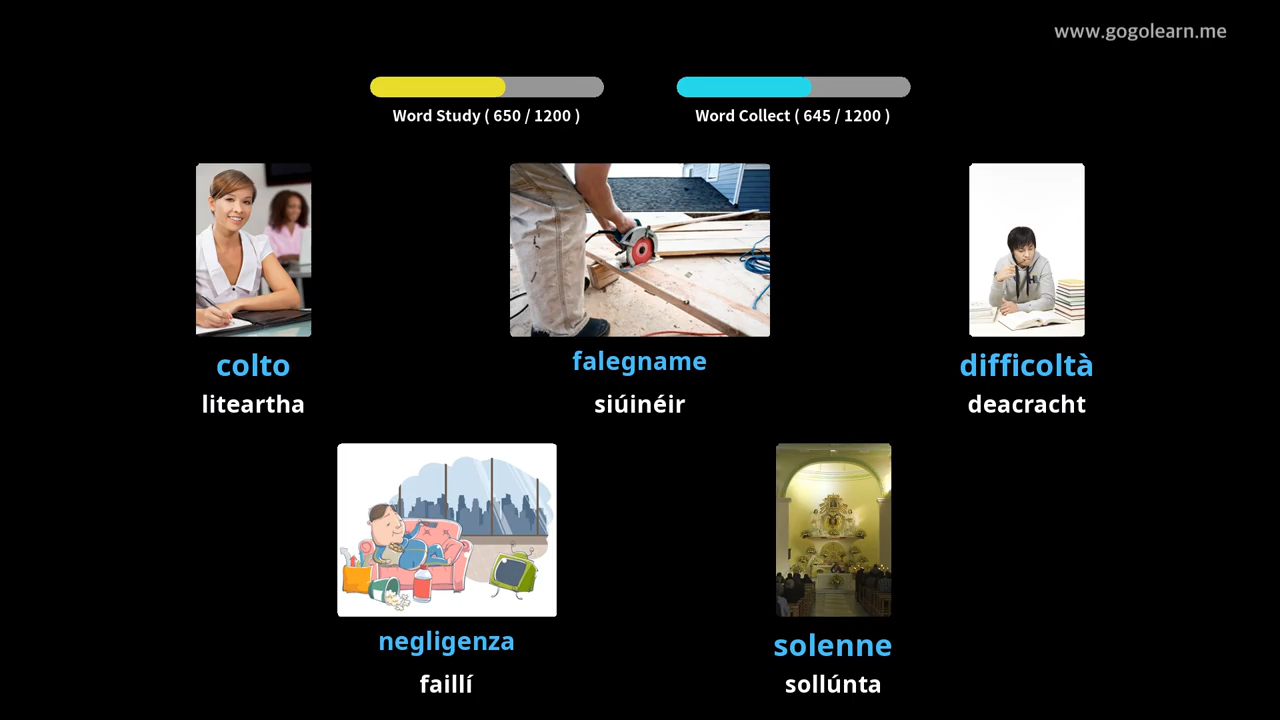 www.gogolearn.me
Word Study ( 650 / 1200 )
Word Collect ( 645 / 1200 )
colto
liteartha
falegname
siúinéir
difficoltà
deacracht
negligenza
faillí
solenne
sollúnta